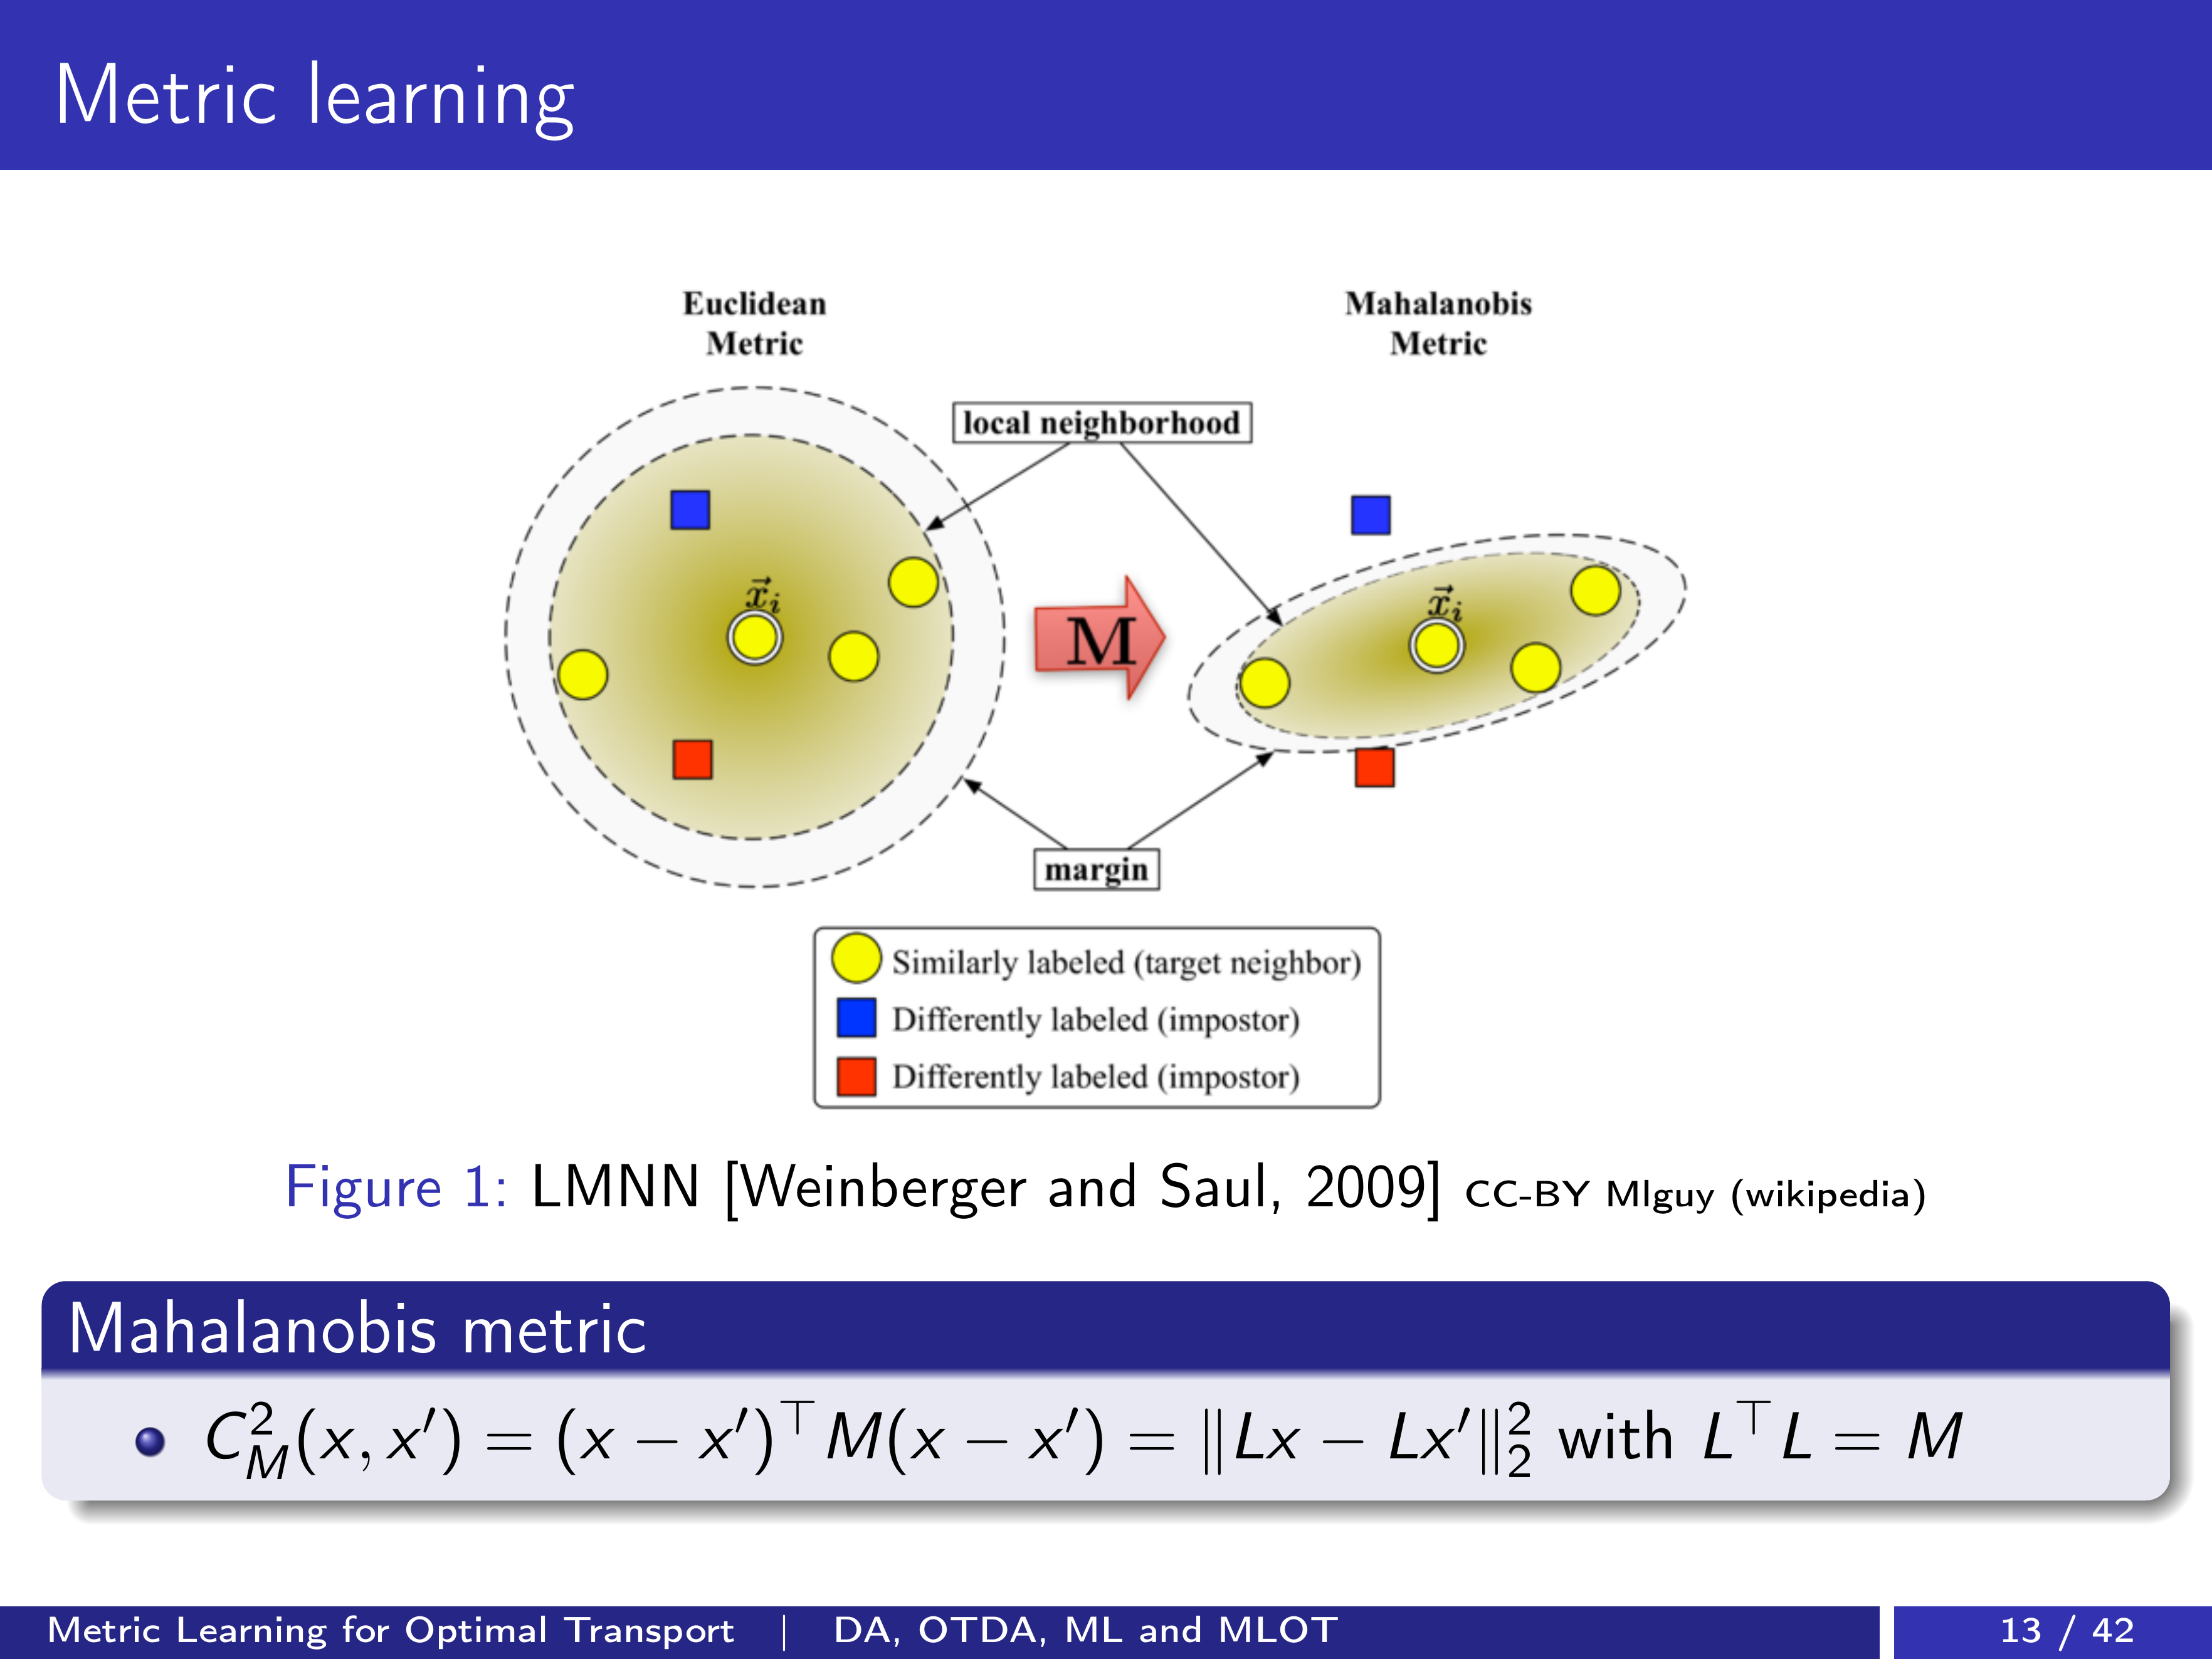 Metric learning
Euclidean
Metric
Mahalanobis
Metric
local neighborhood
$\vec{x}_i$
M
$\vec{x}_i$
margin
Similarly labeled (target neighbor)
Differently labeled (impostor)
Differently labeled (impostor)
Figure 1: LMNN [Weinberger and Saul, 2009] CC-BY Mlguy (wikipedia)
Mahalanobis metric
$C_M^2(x, x') = (x - x')^\top M(x - x') = \|Lx - Lx'\|_2^2$ with $L^\top L = M$
Metric Learning for Optimal Transport | DA, OTDA, ML and MLOT
13 / 42